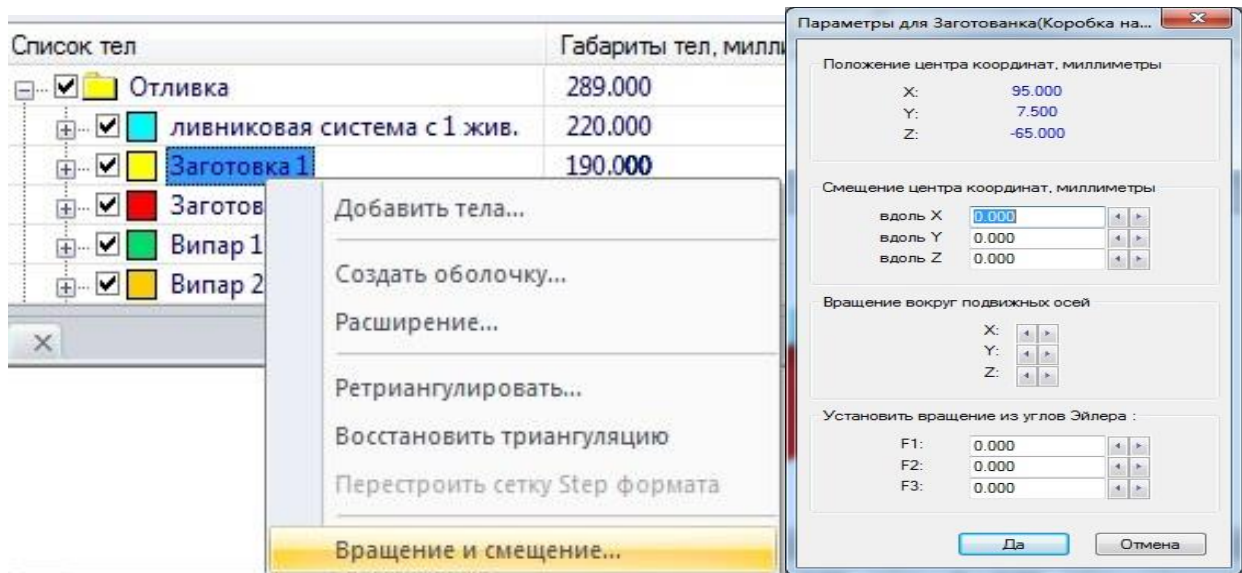 Список тел Габариты тел, милли
Отливка 289.000
ливниковая система с 1 жив. 220.000
Заготовка 1 190.000
Заготов
Випар 1
Випар 2
Добавить тела...
Создать оболочку...
Расширение...
Ретриангулировать...
Восстановить триангуляцию
Перестроить сетку Step формата
Вращение и смещение...
Параметры для Заготованка(Коробка на...
Положение центра координат, миллиметры
X: 95.000
Y: 7.500
Z: -65.000
Смещение центра координат, миллиметры
вдоль X 0.000
вдоль Y 0.000
вдоль Z 0.000
Вращение вокруг подвижных осей
X:
Y:
Z:
Установить вращение из углов Эйлера :
F1: 0.000
F2: 0.000
F3: 0.000
Да Отмена